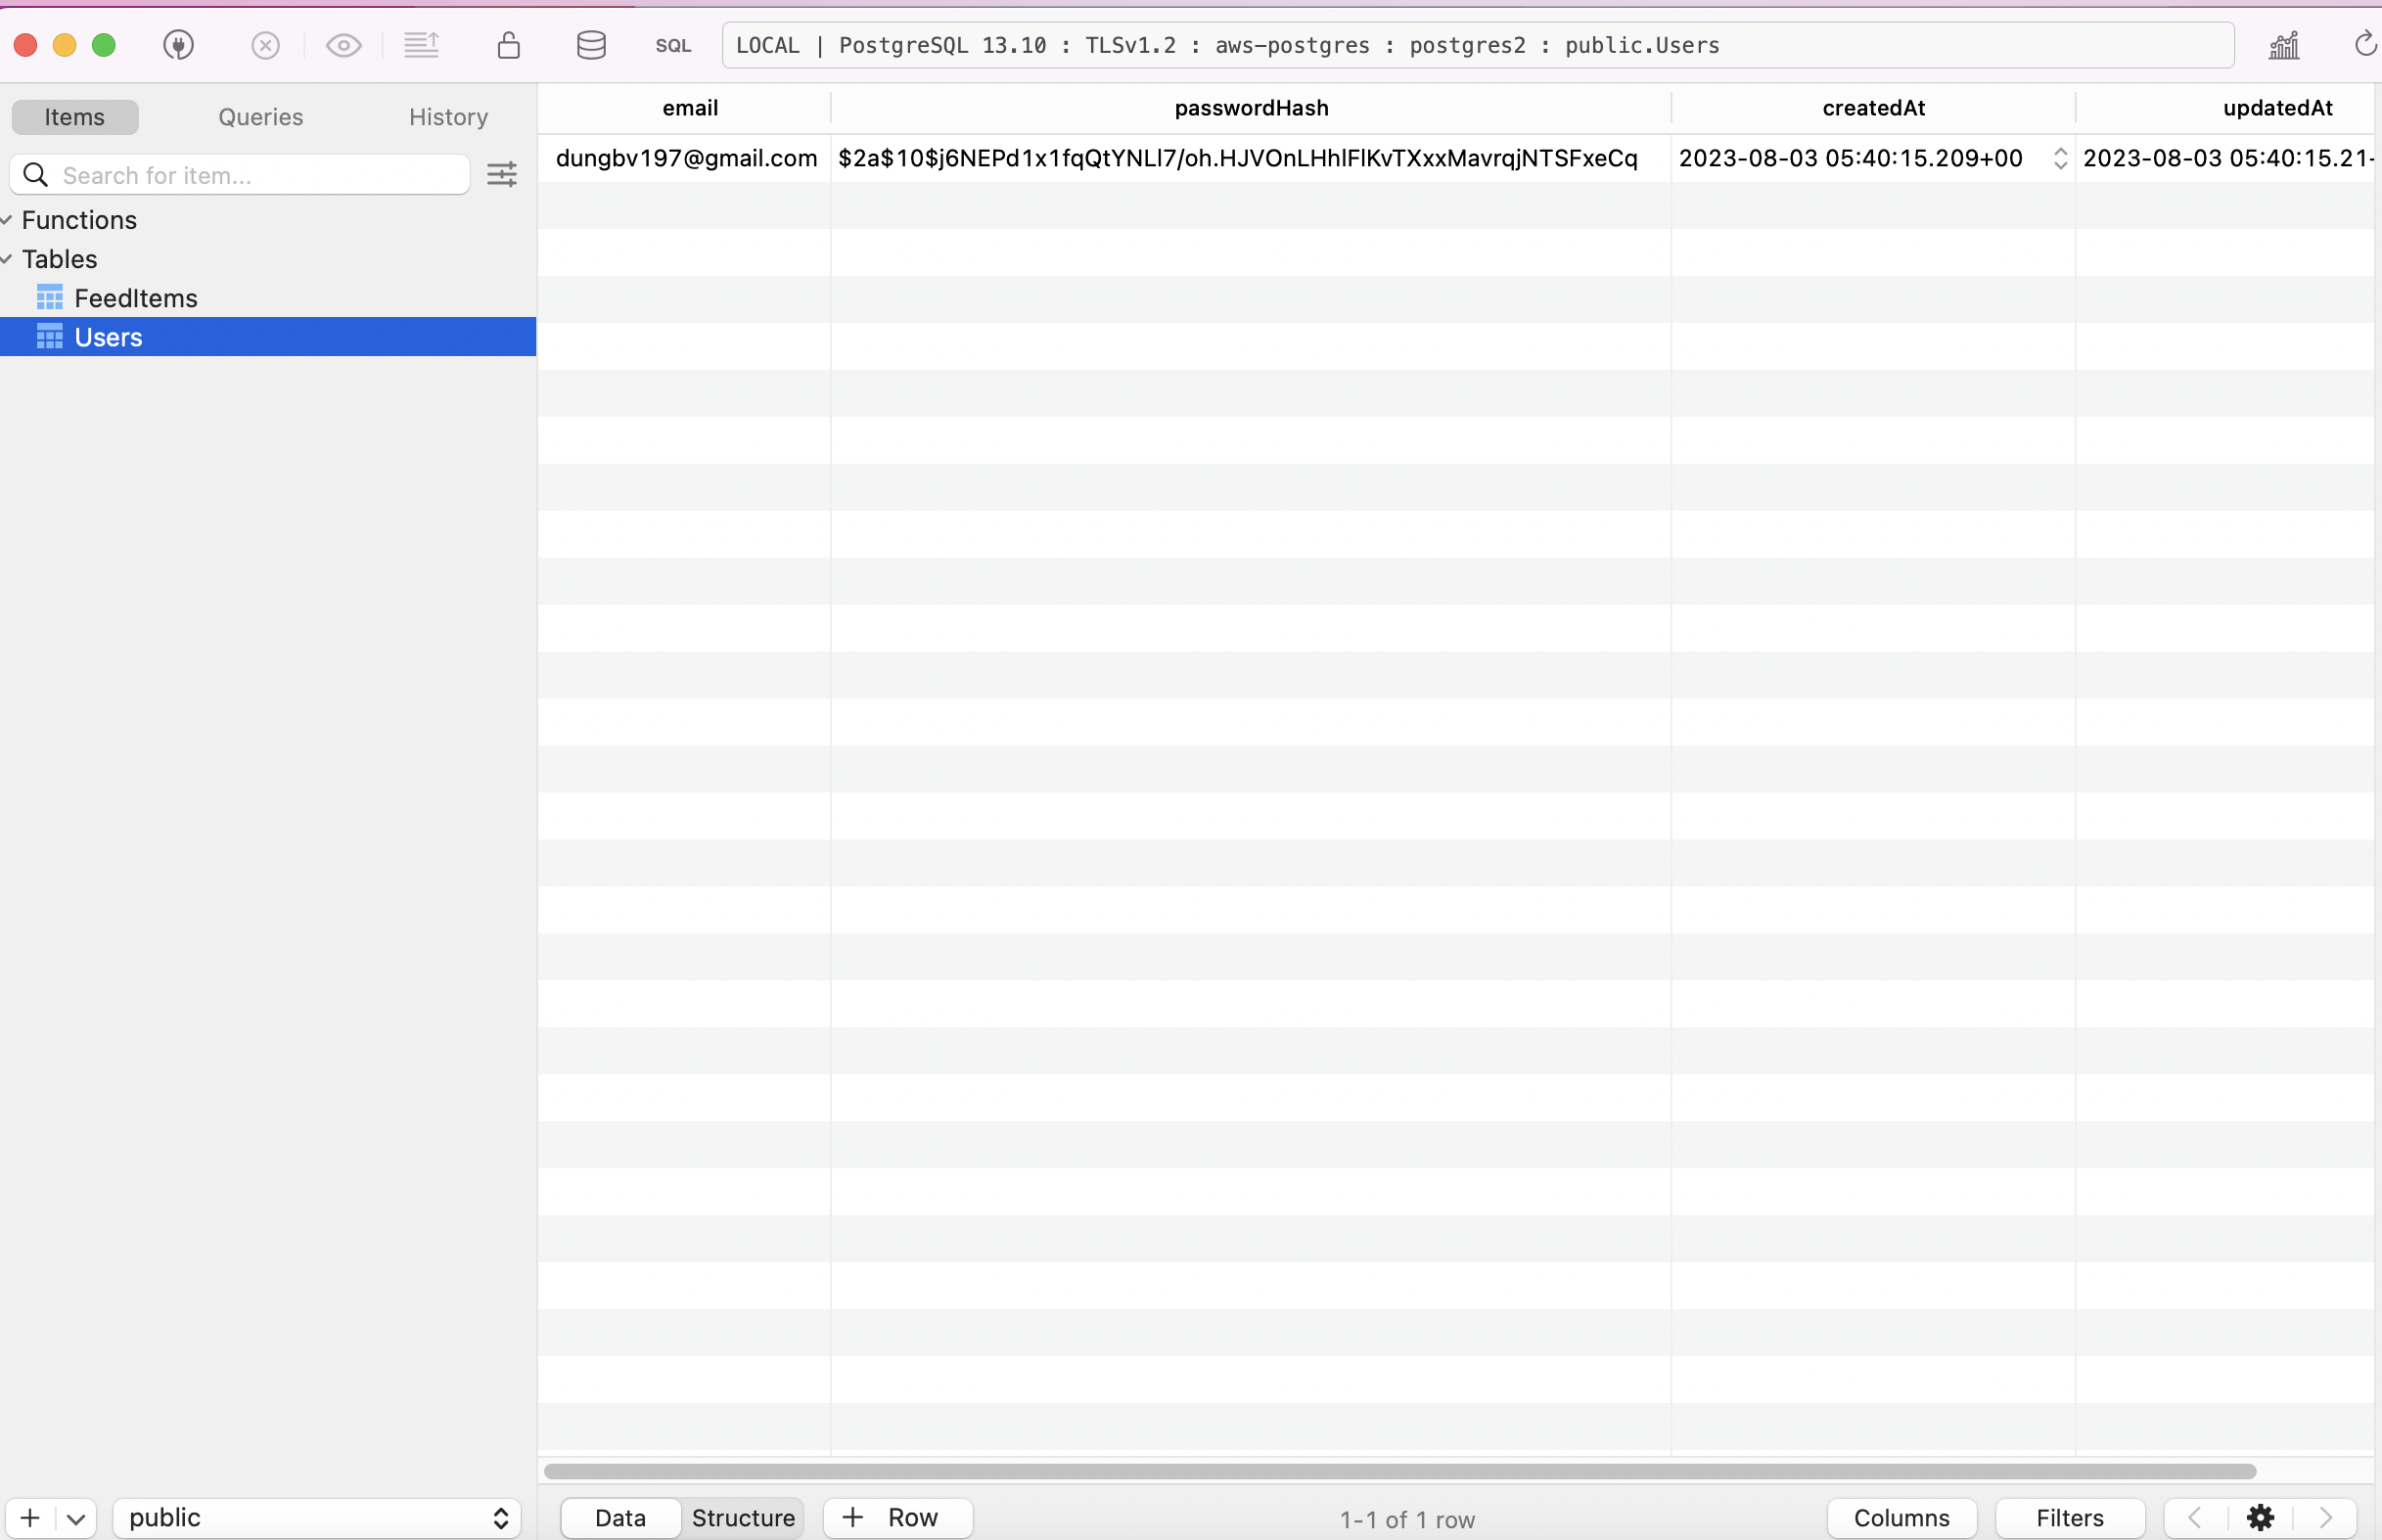 SQL LOCAL | PostgreSQL 13.10 : TLSv1.2 : aws-postgres : postgres2 : public.Users
Items Queries History
Search for item...
Functions
Tables
FeedItems
Users
email passwordHash createdAt updatedAt
dungbv197@gmail.com $2a$10$j6NEPd1x1fqQtYNLl7/oh.HJVOnLHhlFlKvTXxxMavrqjNTSFxeCq 2023-08-03 05:40:15.209+00 2023-08-03 05:40:15.21-
public Data Structure + Row 1-1 of 1 row Columns Filters